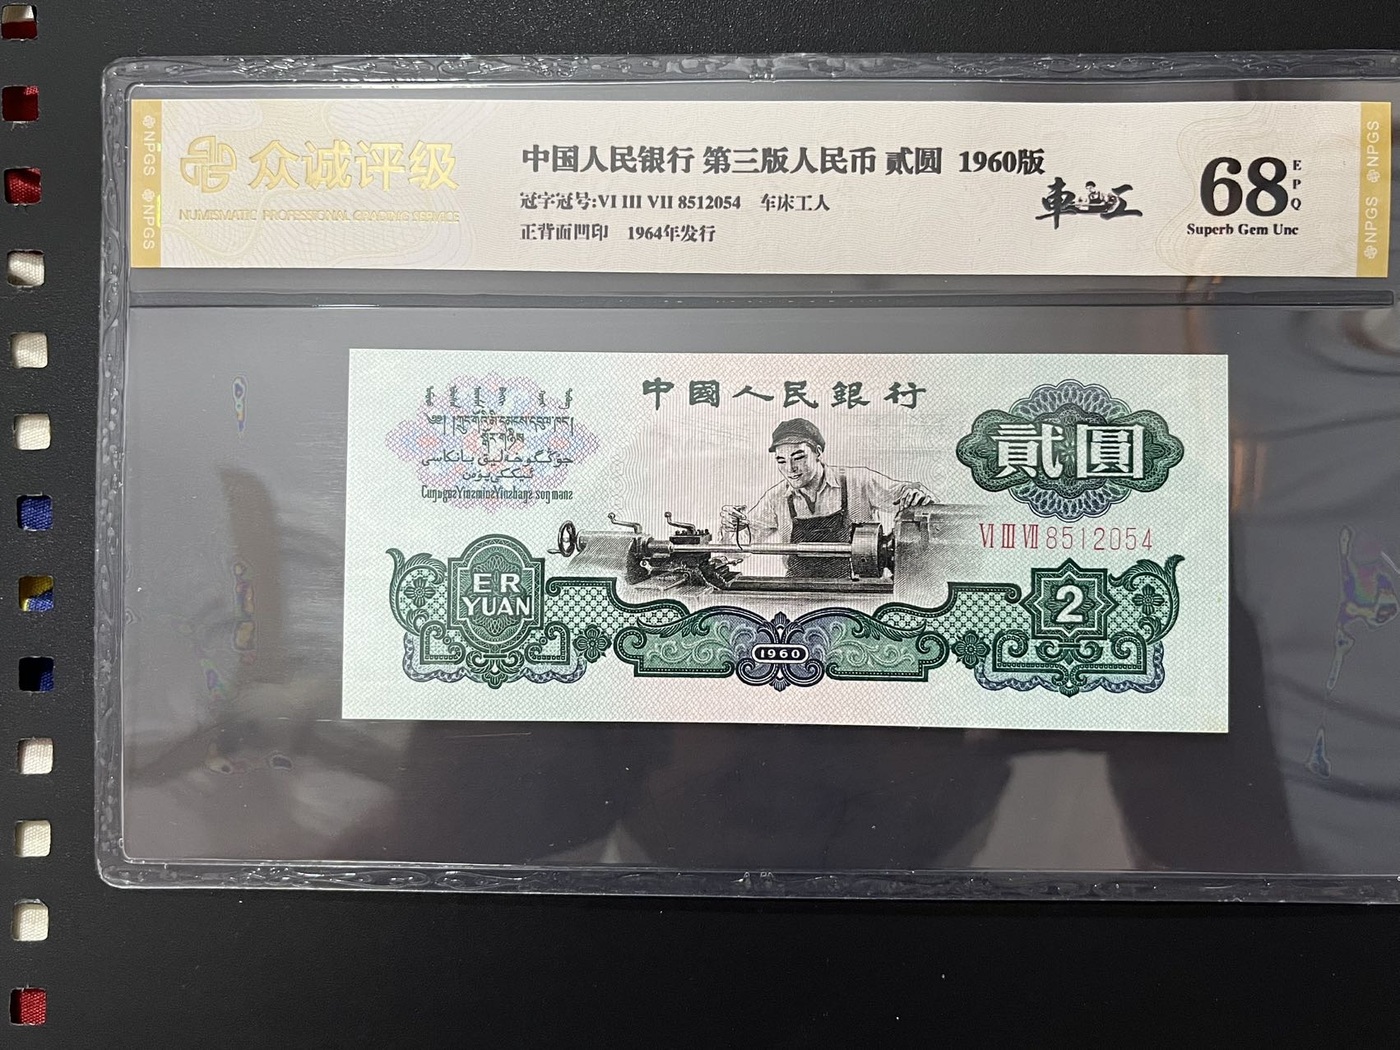 NPGS
NPGS
众诚评级
NUMISMATIC PROFESSIONAL GRADING SERVICE
中国人民银行 第三版人民币 贰圆 1960版
冠字冠号:VI III VII 8512054 车床工人
正背面凹印 1964年发行
車工
68
EPQ
Superb Gem Unc
NPGS
NPGS
中國人民銀行
貳圓
Cungƣoz Yinzminz Yinzhangz song manz
VI III VII 8512054
ER
YUAN
1960
2